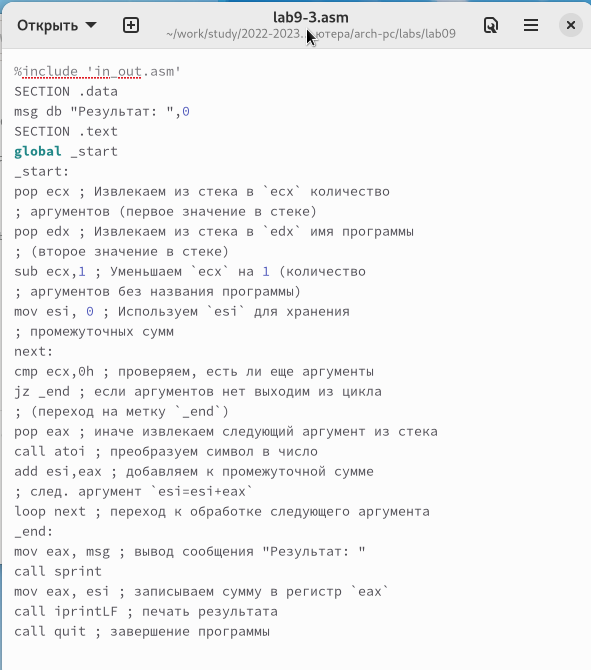 Открыть
lab9-3.asm
~/work/study/2022-2023...ютера/arch-pc/labs/lab09
%include 'in_out.asm'
SECTION .data
msg db "Результат: ",0
SECTION .text
global _start
_start:
pop ecx ; Извлекаем из стека в `ecx` количество
; аргументов (первое значение в стеке)
pop edx ; Извлекаем из стека в `edx` имя программы
; (второе значение в стеке)
sub ecx,1 ; Уменьшаем `ecx` на 1 (количество
; аргументов без названия программы)
mov esi, 0 ; Используем `esi` для хранения
; промежуточных сумм
next:
cmp ecx,0h ; проверяем, есть ли еще аргументы
jz _end ; если аргументов нет выходим из цикла
; (переход на метку `_end`)
pop eax ; иначе извлекаем следующий аргумент из стека
call atoi ; преобразуем символ в число
add esi,eax ; добавляем к промежуточной сумме
; след. аргумент `esi=esi+eax`
loop next ; переход к обработке следующего аргумента
_end:
mov eax, msg ; вывод сообщения "Результат: "
call sprint
mov eax, esi ; записываем сумму в регистр `eax`
call iprintLF ; печать результата
call quit ; завершение программы